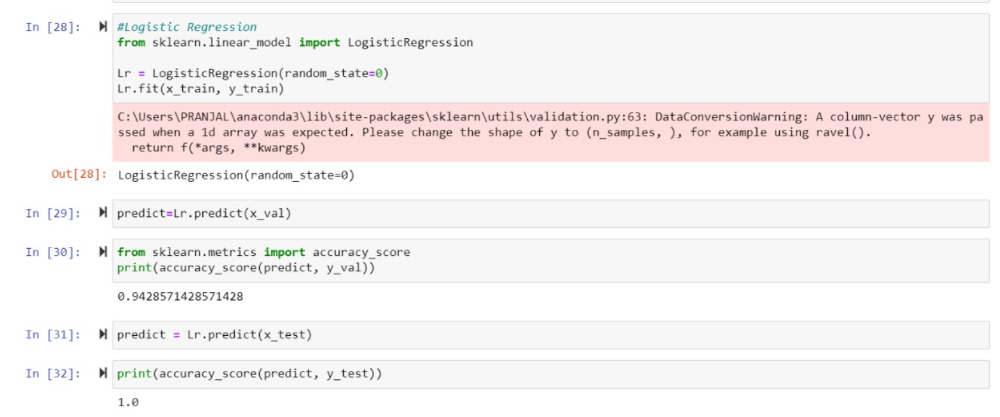 In [28]: #Logistic Regression
from sklearn.linear_model import LogisticRegression
Lr = LogisticRegression(random_state=0)
Lr.fit(x_train, y_train)
C:\Users\PRANJAL\anaconda3\lib\site-packages\sklearn\utils\validation.py:63: DataConversionWarning: A column-vector y was pa
ssed when a 1d array was expected. Please change the shape of y to (n_samples, ), for example using ravel().
  return f(*args, **kwargs)
Out[28]: LogisticRegression(random_state=0)
In [29]: predict=Lr.predict(x_val)
In [30]: from sklearn.metrics import accuracy_score
print(accuracy_score(predict, y_val))
0.9428571428571428
In [31]: predict = Lr.predict(x_test)
In [32]: print(accuracy_score(predict, y_test))
1.0